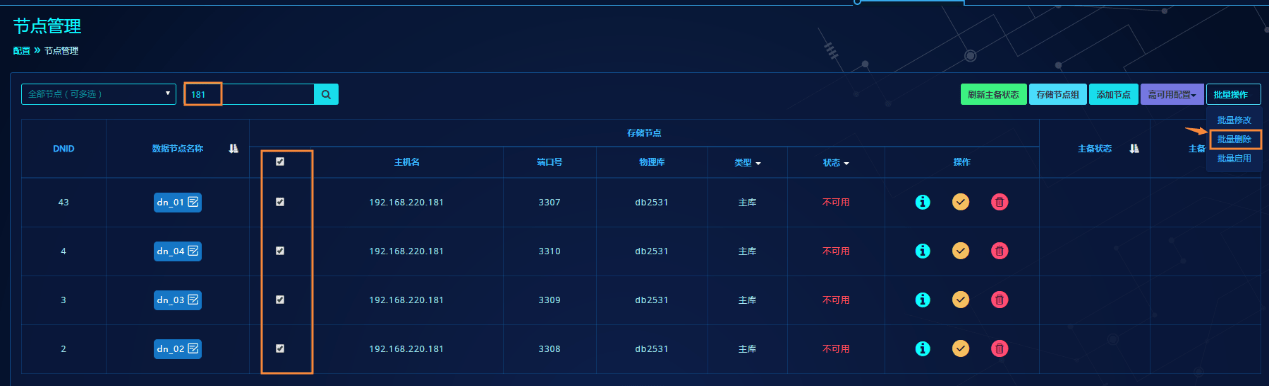 节点管理
配置 » 节点管理
全部节点（可多选）
181
刷新主备状态
存储节点组
添加节点
高可用配置
批量操作
批量修改
批量删除
批量启用
DNID 数据节点名称 存储节点 主备状态 主备
主机名 端口号 物理库 类型 状态 操作
43 dn_01 192.168.220.181 3307 db2531 主库 不可用
4 dn_04 192.168.220.181 3310 db2531 主库 不可用
3 dn_03 192.168.220.181 3309 db2531 主库 不可用
2 dn_02 192.168.220.181 3308 db2531 主库 不可用